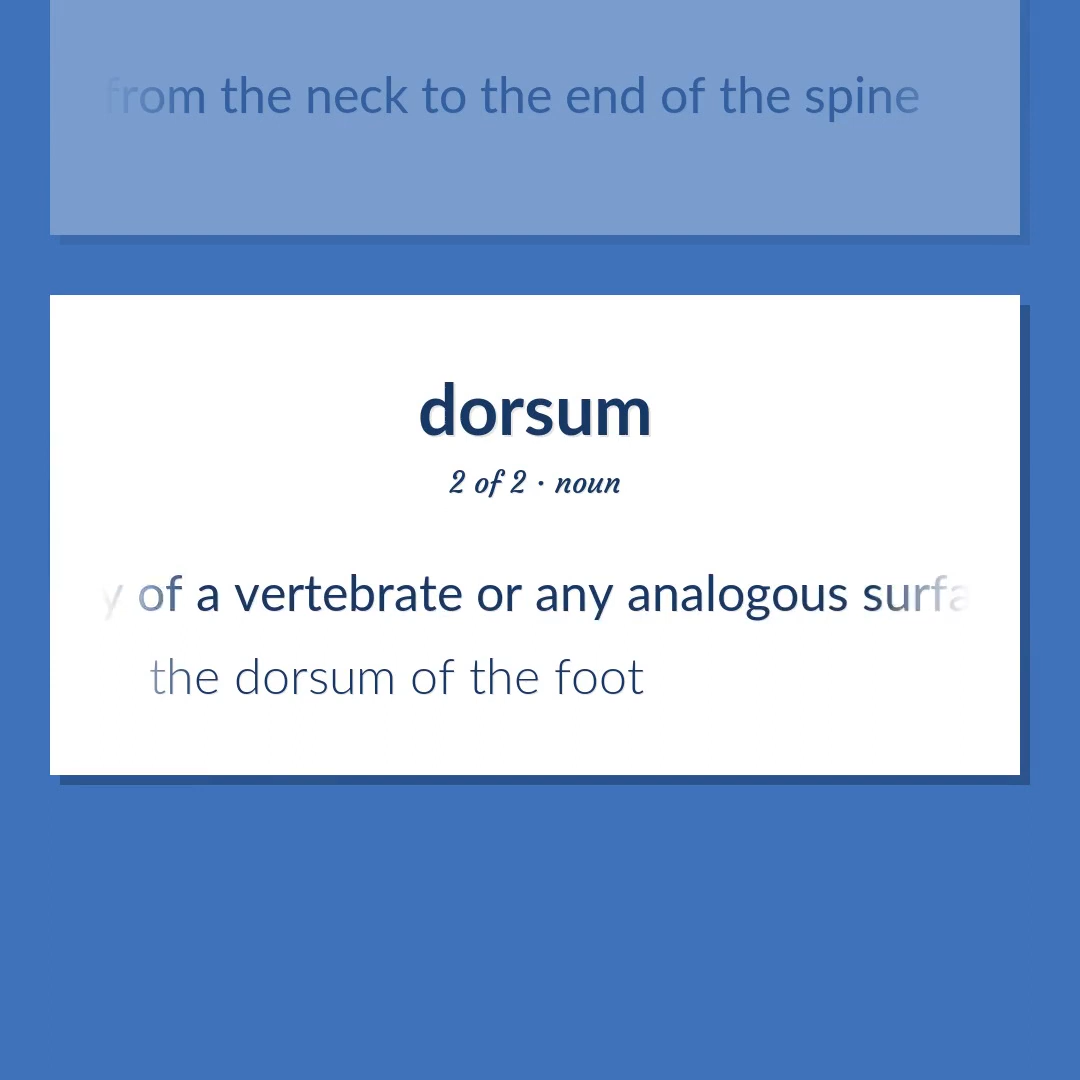 from the neck to the end of the spine
dorsum
2 of 2 · noun
of a vertebrate or any analogous
the dorsum of the foot